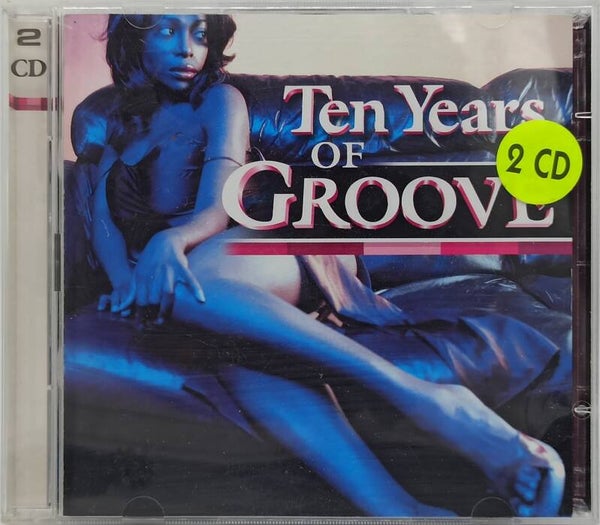 2
CD
Ten Years
OF
GROOVE
2 CD